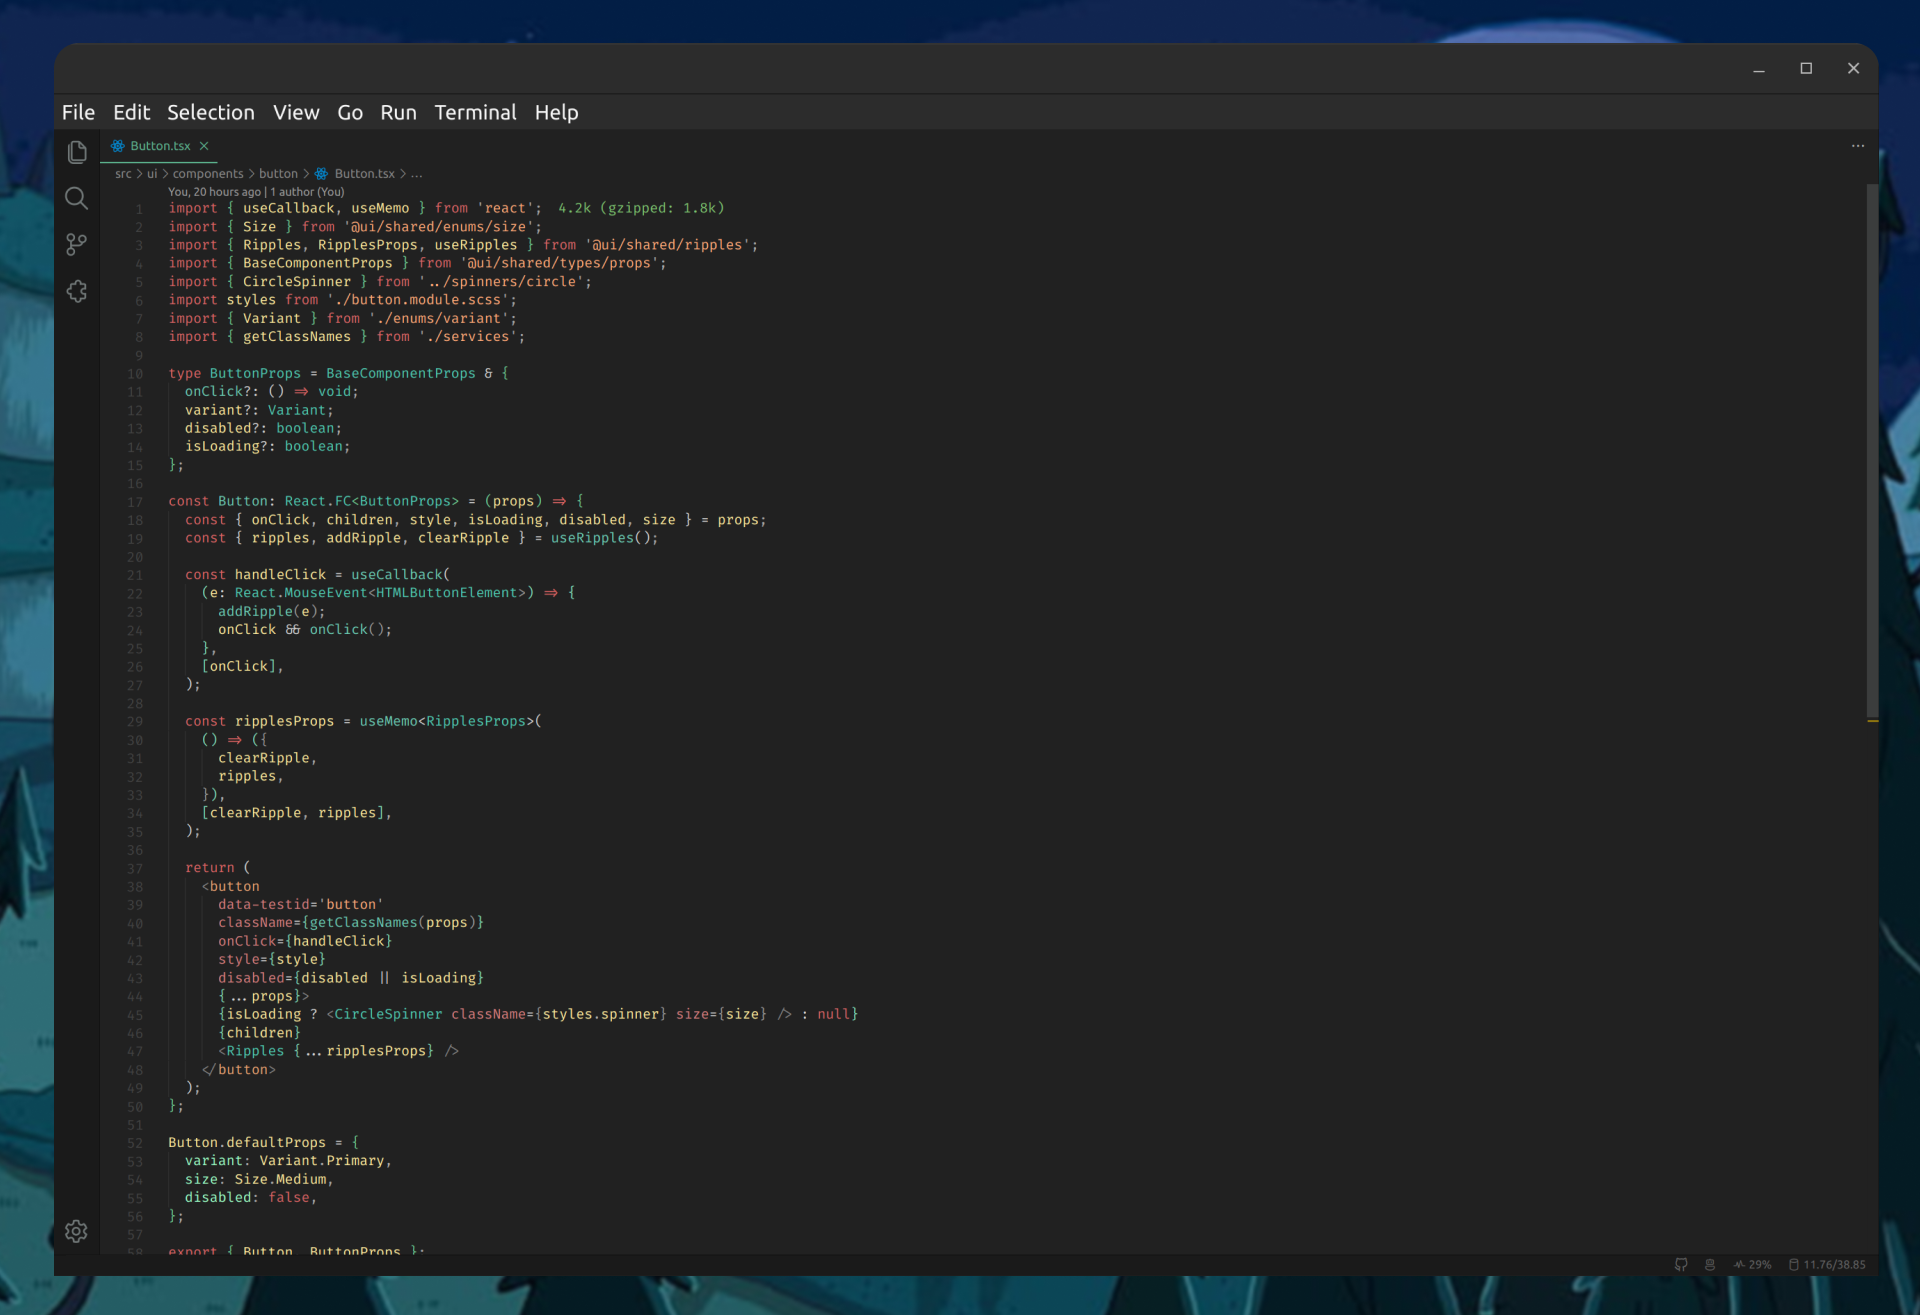 File Edit Selection View Go Run Terminal Help
Button.tsx
src > ui > components > button > Button.tsx > ...
You, 20 hours ago | 1 author (You)
1 import { useCallback, useMemo } from 'react';  4.2k (gzipped: 1.8k)
2 import { Size } from '@ui/shared/enums/size';
3 import { Ripples, RipplesProps, useRipples } from '@ui/shared/ripples';
4 import { BaseComponentProps } from '@ui/shared/types/props';
5 import { CircleSpinner } from '../spinners/circle';
6 import styles from './button.module.scss';
7 import { Variant } from './enums/variant';
8 import { getClassNames } from './services';
9
10 type ButtonProps = BaseComponentProps & {
11   onClick?: () => void;
12   variant?: Variant;
13   disabled?: boolean;
14   isLoading?: boolean;
15 };
16
17 const Button: React.FC<ButtonProps> = (props) => {
18   const { onClick, children, style, isLoading, disabled, size } = props;
19   const { ripples, addRipple, clearRipple } = useRipples();
20
21   const handleClick = useCallback(
22     (e: React.MouseEvent<HTMLButtonElement>) => {
23       addRipple(e);
24       onClick && onClick();
25     },
26     [onClick],
27   );
28
29   const ripplesProps = useMemo<RipplesProps>(
30     () => ({
31       clearRipple,
32       ripples,
33     }),
34     [clearRipple, ripples],
35   );
36
37   return (
38     <button
39       data-testid='button'
40       className={getClassNames(props)}
41       onClick={handleClick}
42       style={style}
43       disabled={disabled || isLoading}
44       {...props}>
45       {isLoading ? <CircleSpinner className={styles.spinner} size={size} /> : null}
46       {children}
47       <Ripples {...ripplesProps} />
48     </button>
49   );
50 };
51
52 Button.defaultProps = {
53   variant: Variant.Primary,
54   size: Size.Medium,
55   disabled: false,
56 };
57
58 export { Button, ButtonProps };
29% 11.76/38.85